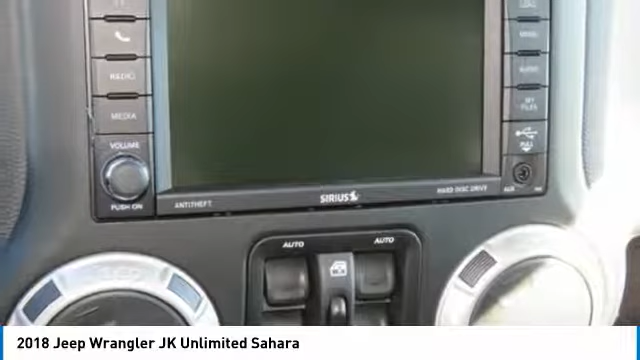 RADIO
MEDIA
VOLUME
PUSH ON
ANTITHEFT
SIRIUS
HARD DISC DRIVE
MENU
MY
FILES
PULL
AUX
AUTO
AUTO
2018 Jeep Wrangler JK Unlimited Sahara